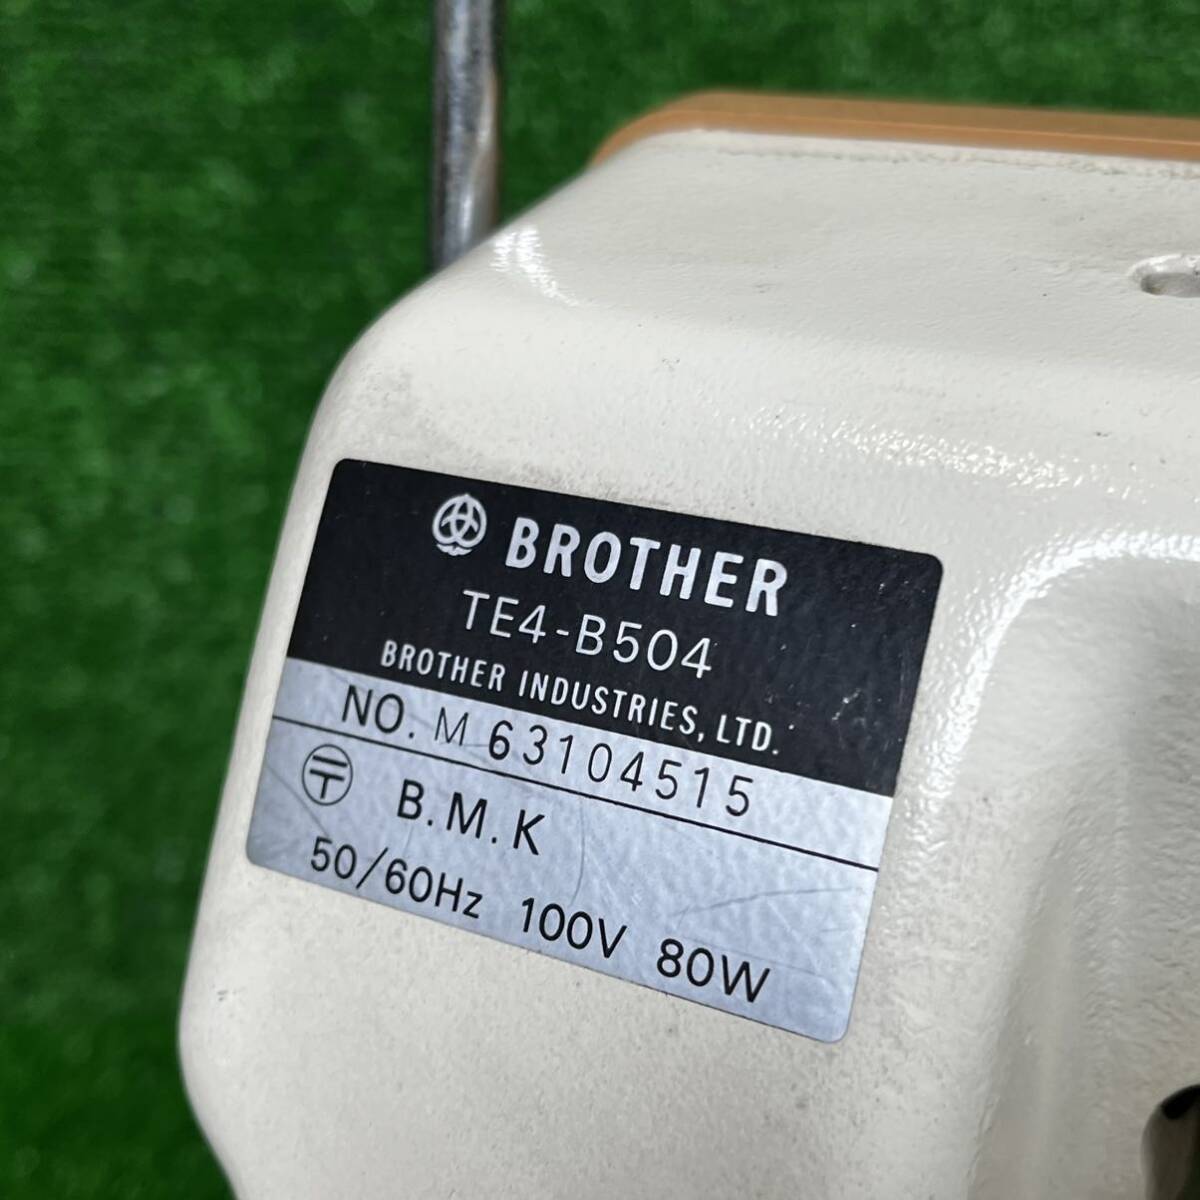 BROTHER
TE4-B504
BROTHER INDUSTRIES, LTD.
NO. M 63104515
〶 B.M.K
50/60Hz 100V 80W